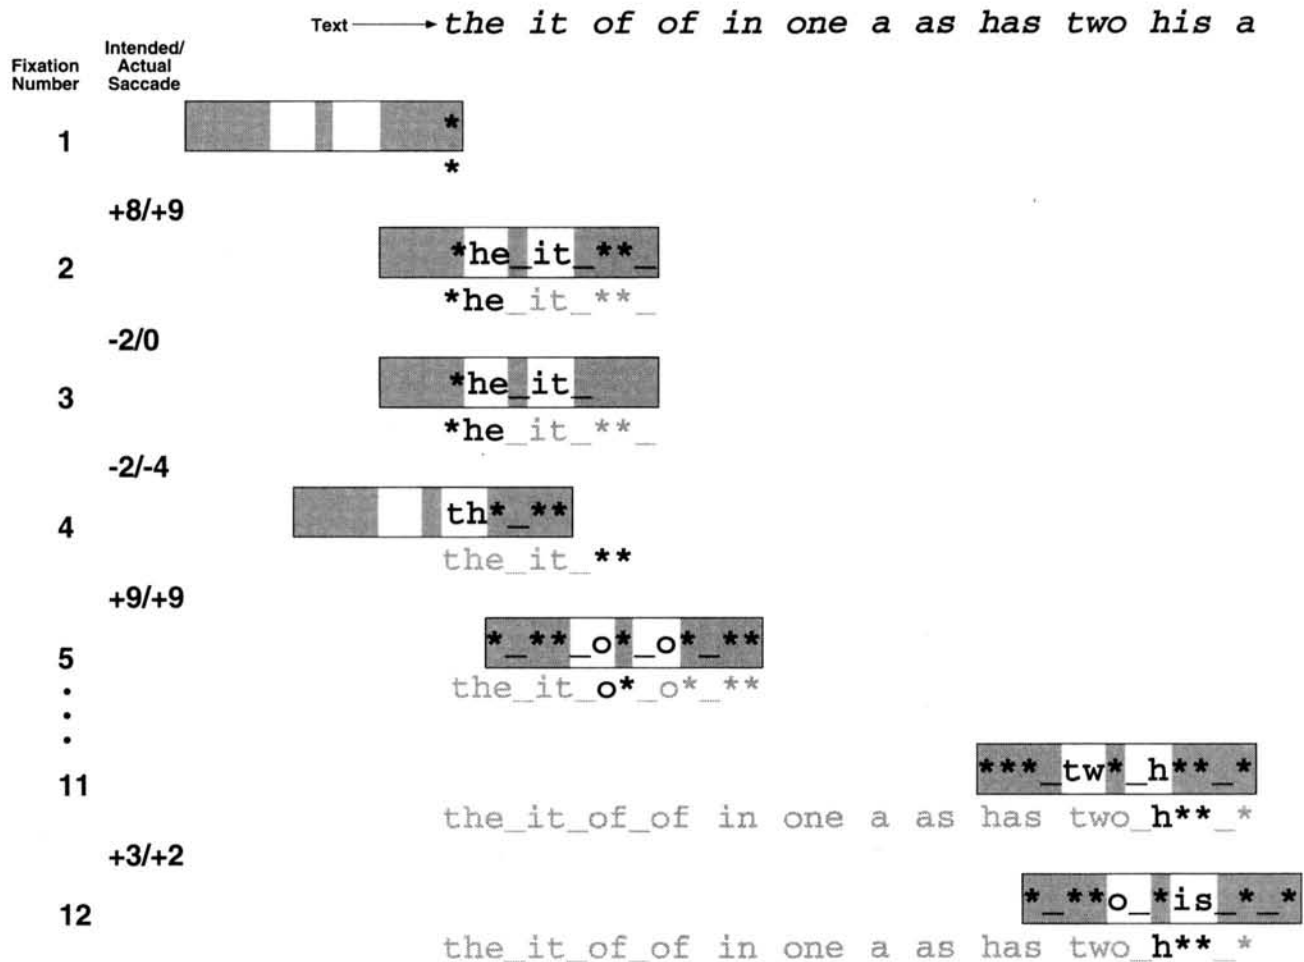 Text the it of of in one a as has two his a
Fixation Number
Intended/ Actual Saccade
1
*
*
+8/+9
2
*he_it_**_
*he_it_**_
-2/0
3
*he_it_
*he_it_**_
-2/-4
4
th*_**
the_it_**
+9/+9
5
*_**_o*_o*_**
the_it_o*_o*_**
11
***_tw*_h**_*
the_it_of_of in one a as has two_h**_*
+3/+2
12
*_**o_*is_*_*
the_it_of_of in one a as has two_h**_*